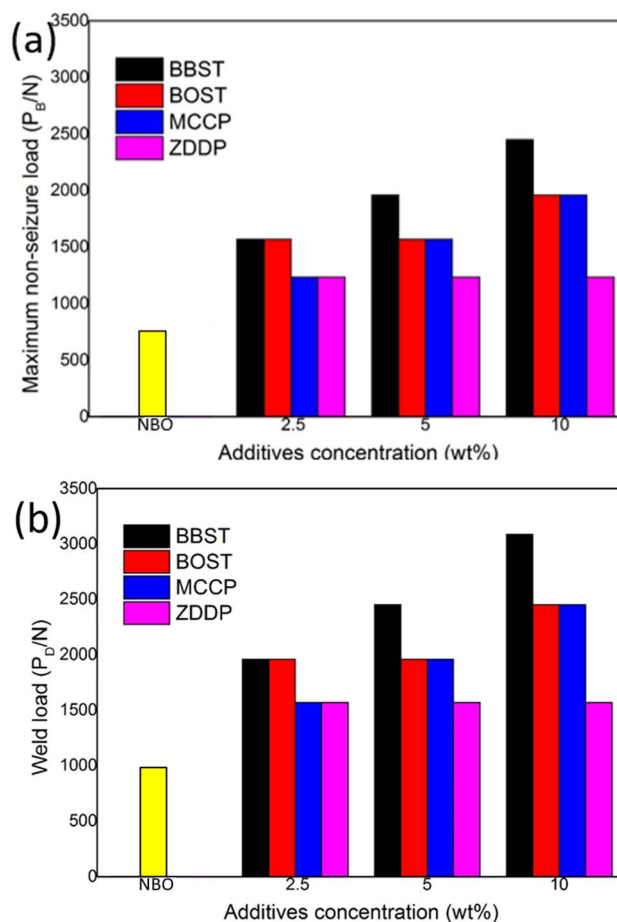 (a)
Maximum non-seizure load (P_B/N)
3500
3000
2500
2000
1500
1000
500
0
BBST
BOST
MCCP
ZDDP
NBO 2.5 5 10
Additives concentration (wt%)
(b)
Weld load (P_D/N)
3500
3000
2500
2000
1500
1000
500
0
BBST
BOST
MCCP
ZDDP
NBO 2.5 5 10
Additives concentration (wt%)